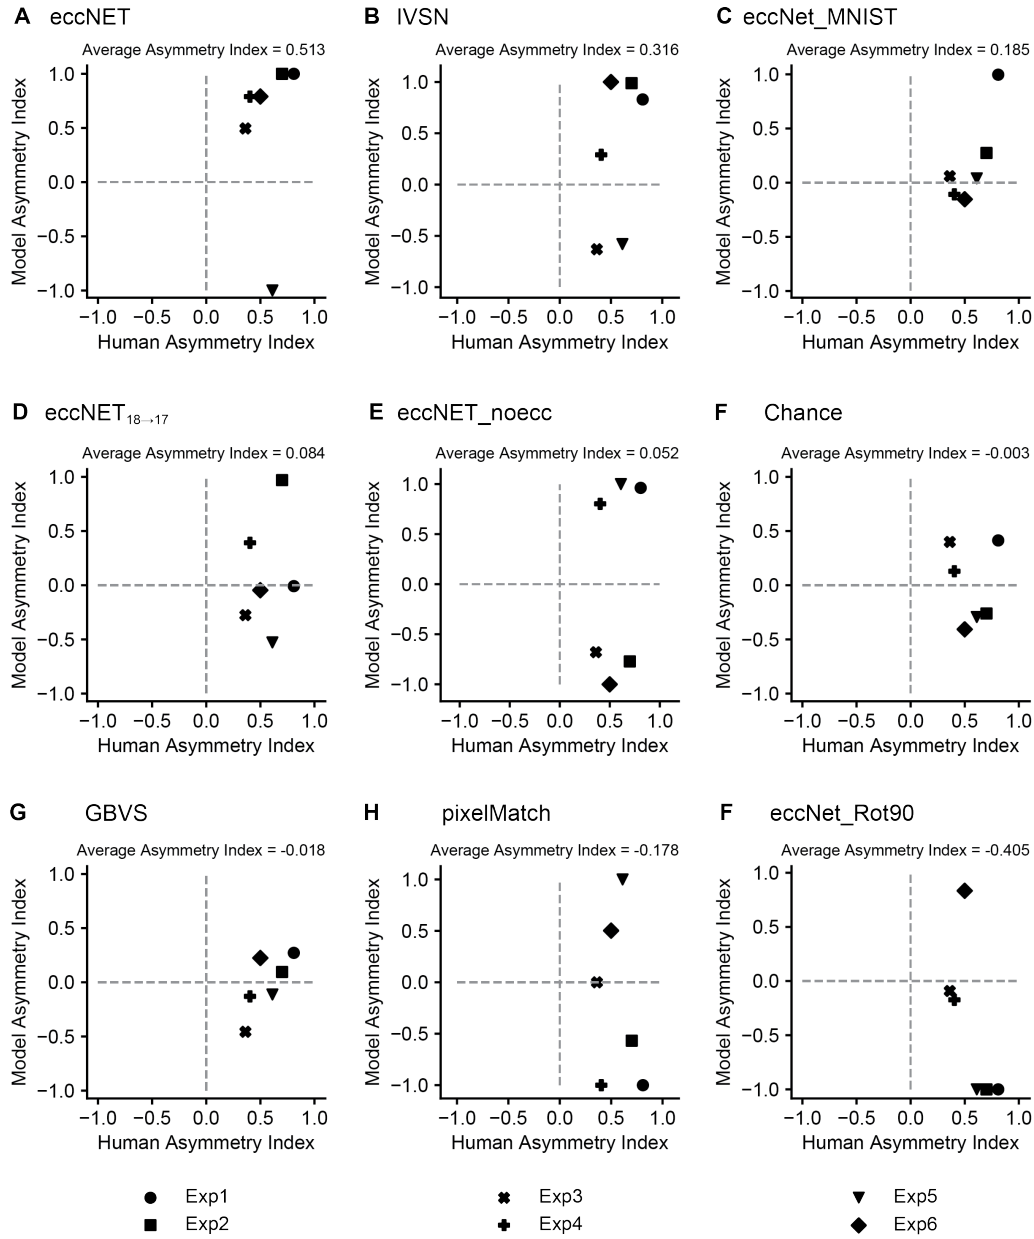 A eccNET
Average Asymmetry Index = 0.513
Model Asymmetry Index
1.0
0.5
0.0
−0.5
−1.0
−1.0 −0.5 0.0 0.5 1.0
Human Asymmetry Index
B IVSN
Average Asymmetry Index = 0.316
Model Asymmetry Index
1.0
0.5
0.0
−0.5
−1.0
−1.0 −0.5 0.0 0.5 1.0
Human Asymmetry Index
C eccNet_MNIST
Average Asymmetry Index = 0.185
Model Asymmetry Index
1.0
0.5
0.0
−0.5
−1.0
−1.0 −0.5 0.0 0.5 1.0
Human Asymmetry Index
D eccNET18→17
Average Asymmetry Index = 0.084
Model Asymmetry Index
1.0
0.5
0.0
−0.5
−1.0
−1.0 −0.5 0.0 0.5 1.0
Human Asymmetry Index
E eccNET_noecc
Average Asymmetry Index = 0.052
Model Asymmetry Index
1.0
0.5
0.0
−0.5
−1.0
−1.0 −0.5 0.0 0.5 1.0
Human Asymmetry Index
F Chance
Average Asymmetry Index = -0.003
Model Asymmetry Index
1.0
0.5
0.0
−0.5
−1.0
−1.0 −0.5 0.0 0.5 1.0
Human Asymmetry Index
G GBVS
Average Asymmetry Index = -0.018
Model Asymmetry Index
1.0
0.5
0.0
−0.5
−1.0
−1.0 −0.5 0.0 0.5 1.0
Human Asymmetry Index
H pixelMatch
Average Asymmetry Index = -0.178
Model Asymmetry Index
1.0
0.5
0.0
−0.5
−1.0
−1.0 −0.5 0.0 0.5 1.0
Human Asymmetry Index
F eccNet_Rot90
Average Asymmetry Index = -0.405
Model Asymmetry Index
1.0
0.5
0.0
−0.5
−1.0
−1.0 −0.5 0.0 0.5 1.0
Human Asymmetry Index
Exp1
Exp2
Exp3
Exp4
Exp5
Exp6